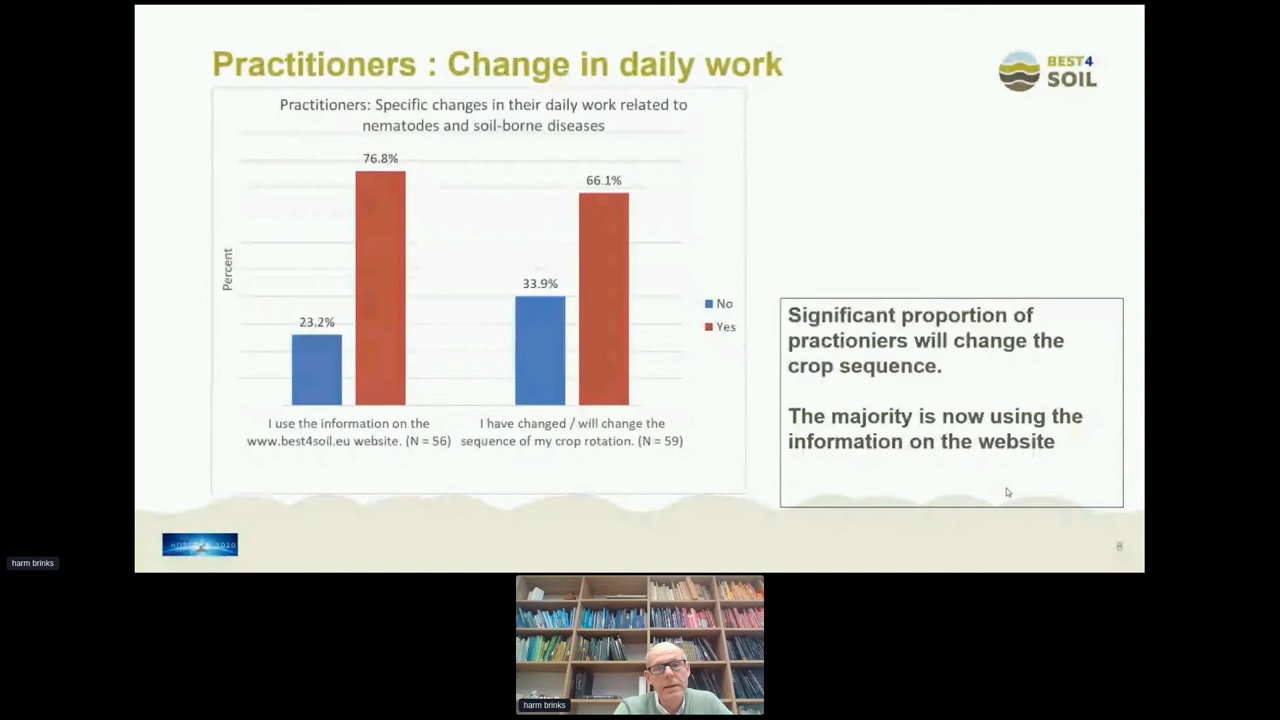 Practitioners : Change in daily work
BEST4
SOIL
Practitioners: Specific changes in their daily work related to
nematodes and soil-borne diseases
76.8%
66.1%
33.9%
23.2%
Percent
No
Yes
I use the information on the
www.best4soil.eu website. (N = 56)
I have changed / will change the
sequence of my crop rotation. (N = 59)
Significant proportion of
practioniers will change the
crop sequence.
The majority is now using the
information on the website
8
harm brinks
harm brinks